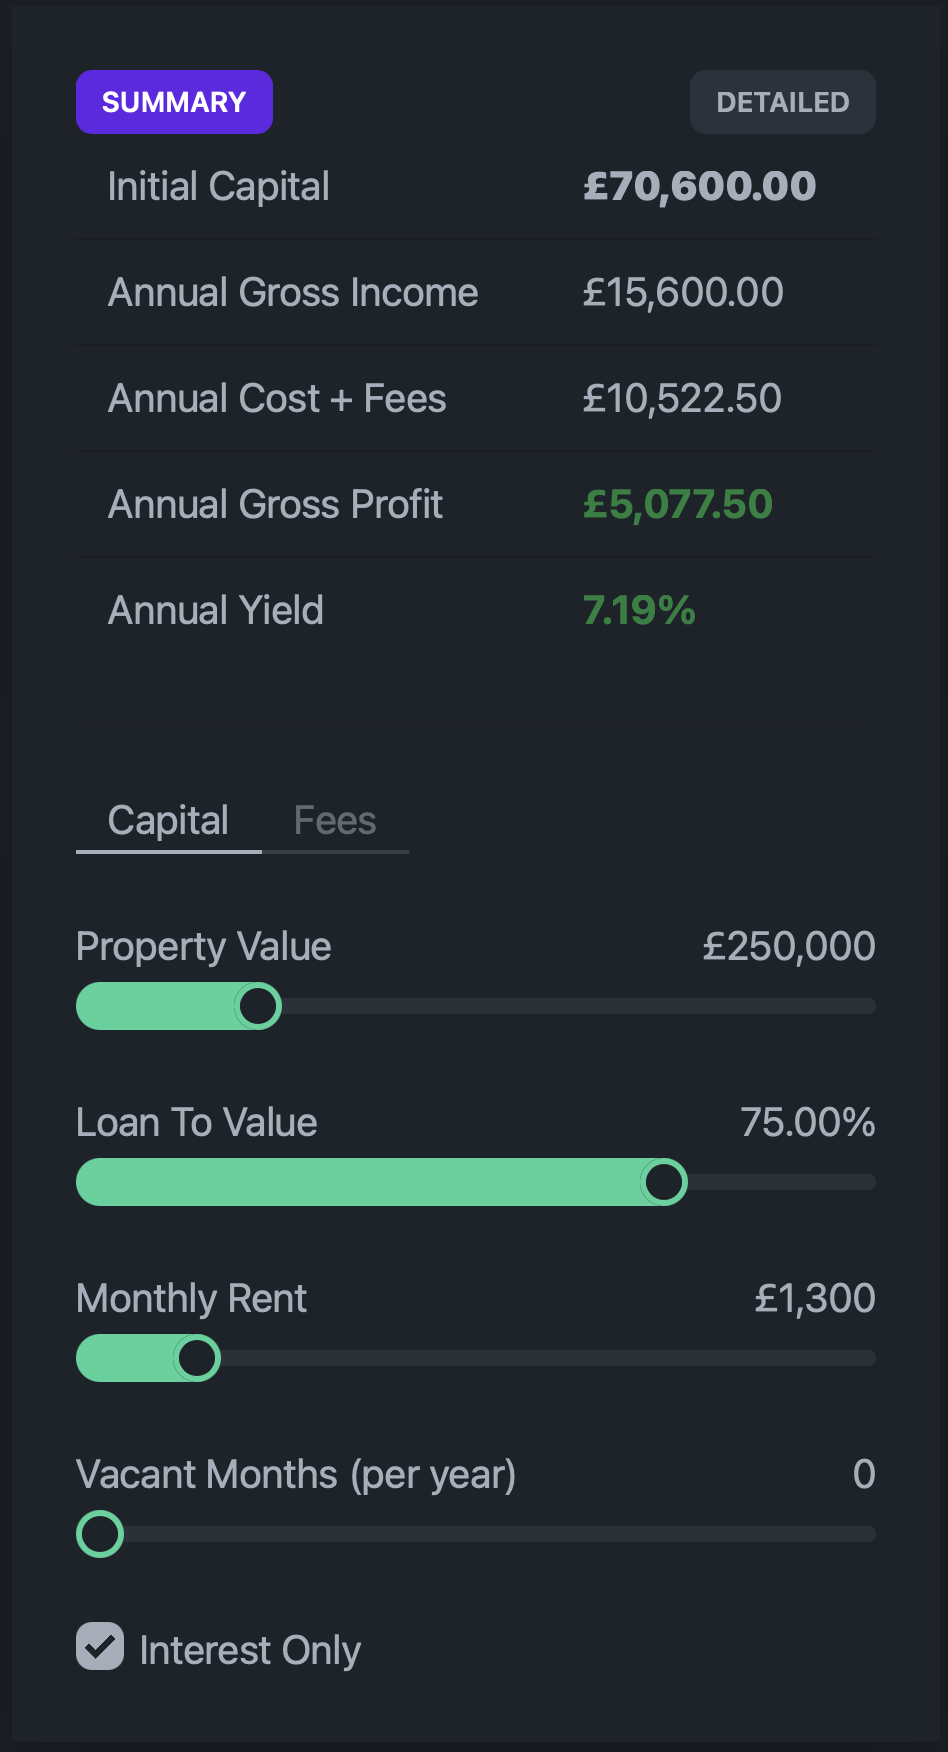 SUMMARY DETAILED
Initial Capital £70,600.00
Annual Gross Income £15,600.00
Annual Cost + Fees £10,522.50
Annual Gross Profit £5,077.50
Annual Yield 7.19%
Capital Fees
Property Value £250,000
Loan To Value 75.00%
Monthly Rent £1,300
Vacant Months (per year) 0
Interest Only